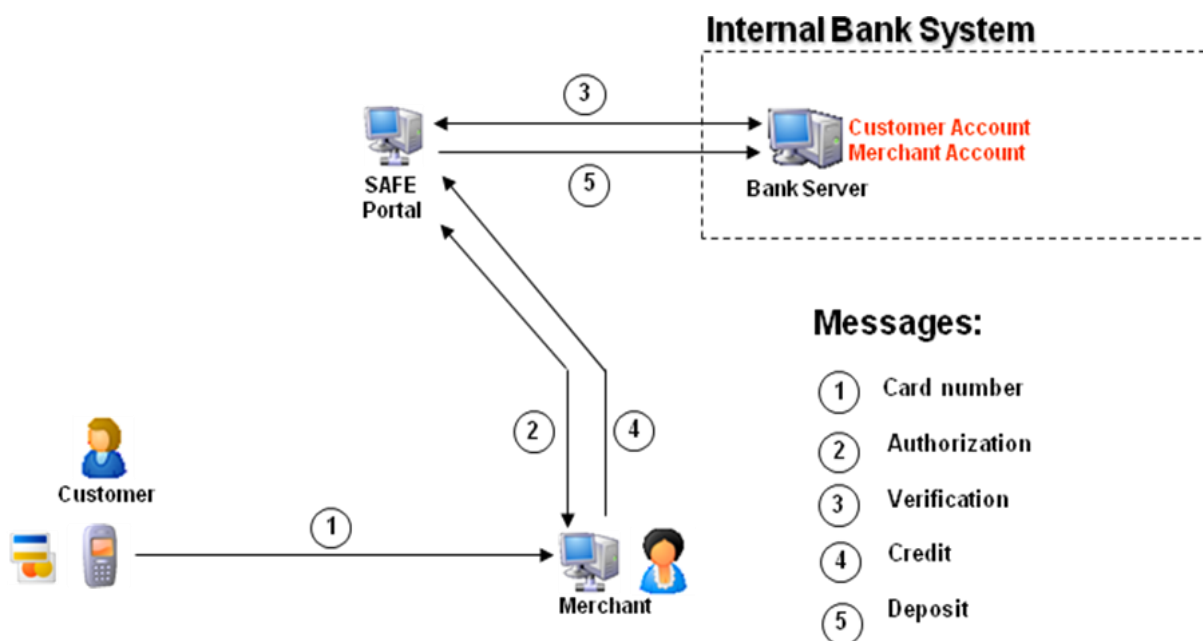 Internal Bank System
3
Customer Account
Merchant Account
SAFE
Portal
5
Bank Server
Messages:
1 Card number
2 Authorization
3 Verification
4 Credit
5 Deposit
2
4
Customer
1
Merchant